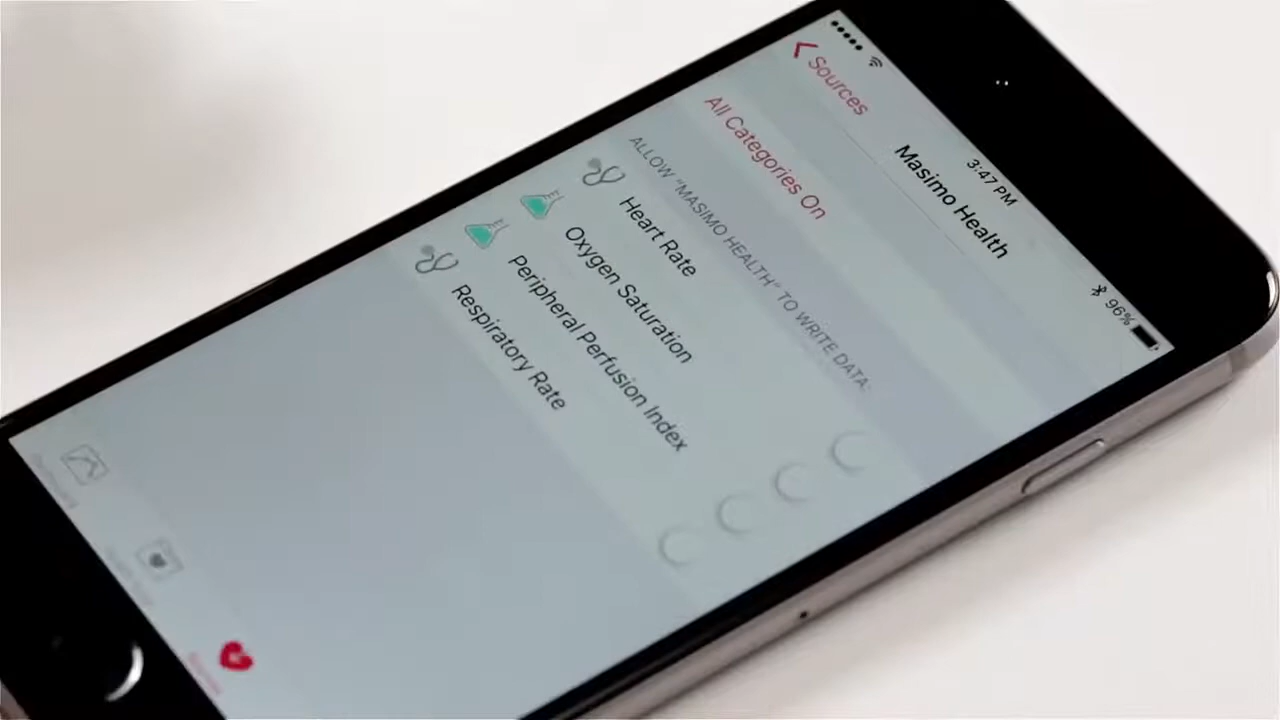 3:47 PM
96%
Sources
Masimo Health
All Categories On
ALLOW "MASIMO HEALTH" TO WRITE DATA:
Heart Rate
Oxygen Saturation
Peripheral Perfusion Index
Respiratory Rate